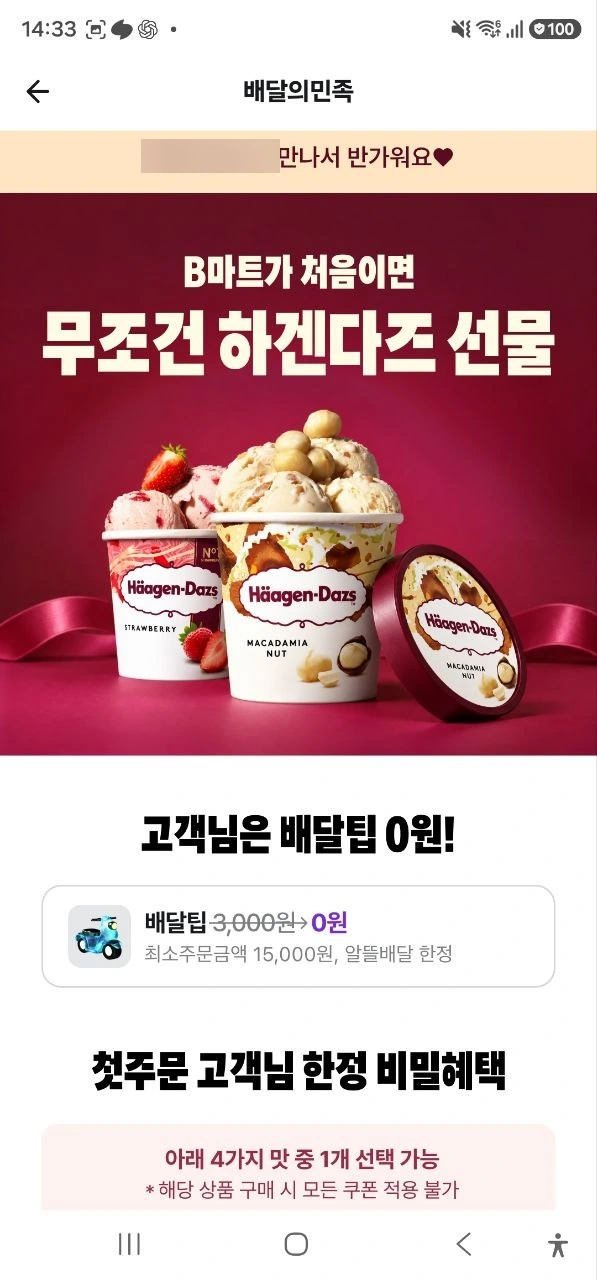 14:33
100
배달의민족
만나서 반가워요♥
B마트가 처음이면
무조건 하겐다즈 선물
Nº1
Häagen-Dazs
STRAWBERRY
Häagen-Dazs
MACADAMIA
NUT
Häagen-Dazs
MACADAMIA
NUT
고객님은 배달팁 0원!
배달팁 3,000원>0원
최소주문금액 15,000원, 알뜰배달 한정
첫주문 고객님 한정 비밀혜택
아래 4가지 맛 중 1개 선택 가능
*해당 상품 구매 시 모든 쿠폰 적용 불가